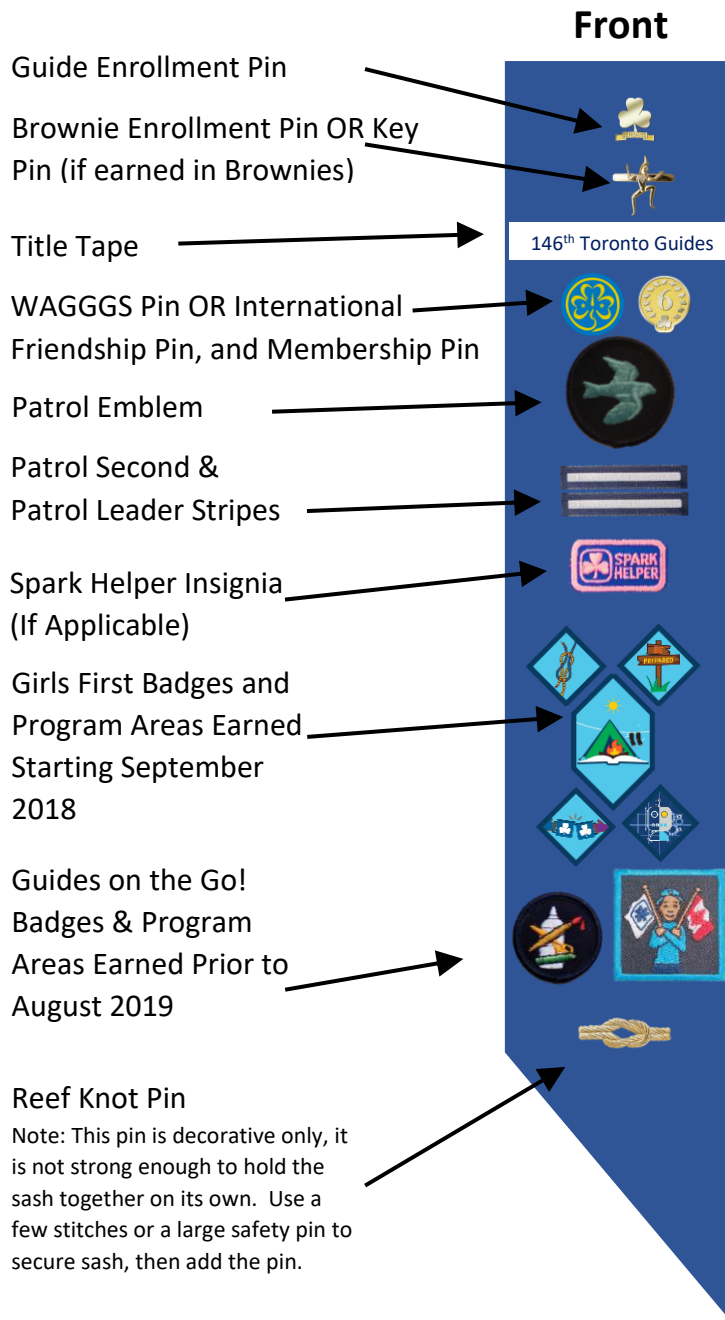 Front
Guide Enrollment Pin
Brownie Enrollment Pin OR Key
Pin (if earned in Brownies)
Title Tape
146th Toronto Guides
WAGGGS Pin OR International
Friendship Pin, and Membership Pin
6
Patrol Emblem
Patrol Second &
Patrol Leader Stripes
Spark Helper Insignia
(If Applicable)
SPARK
HELPER
Girls First Badges and
Program Areas Earned
Starting September
2018
PREPARED
Guides on the Go!
Badges & Program
Areas Earned Prior to
August 2019
Reef Knot Pin
Note: This pin is decorative only, it
is not strong enough to hold the
sash together on its own.  Use a
few stitches or a large safety pin to
secure sash, then add the pin.